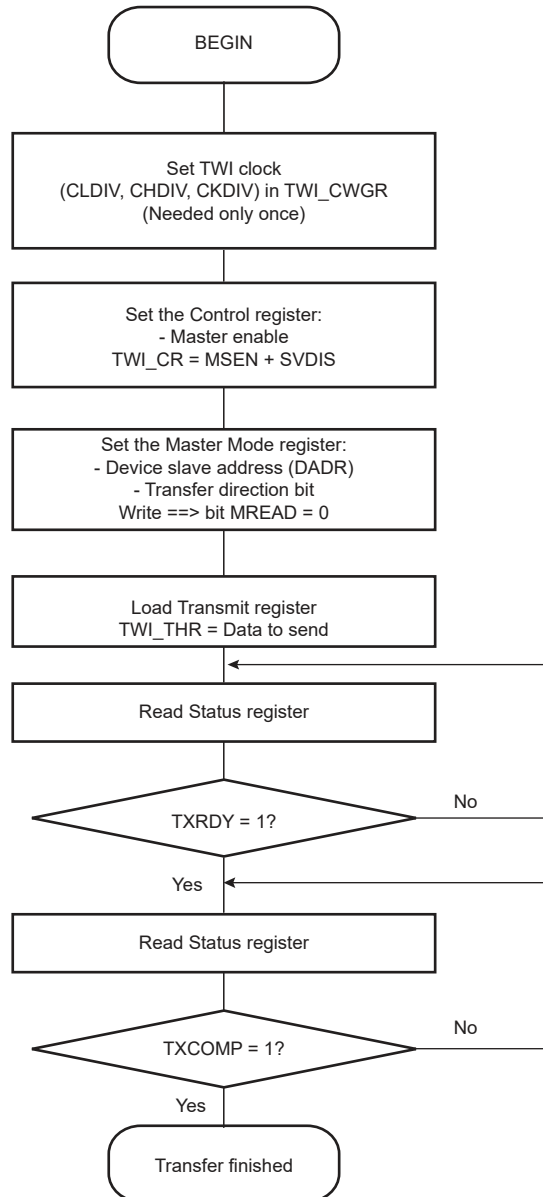 BEGIN
Set TWI clock
(CLDIV, CHDIV, CKDIV) in TWI_CWGR
(Needed only once)
Set the Control register:
- Master enable
TWI_CR = MSEN + SVDIS
Set the Master Mode register:
- Device slave address (DADR)
- Transfer direction bit
Write ==> bit MREAD = 0
Load Transmit register
TWI_THR = Data to send
Read Status register
TXRDY = 1?
No
Yes
Read Status register
TXCOMP = 1?
No
Yes
Transfer finished